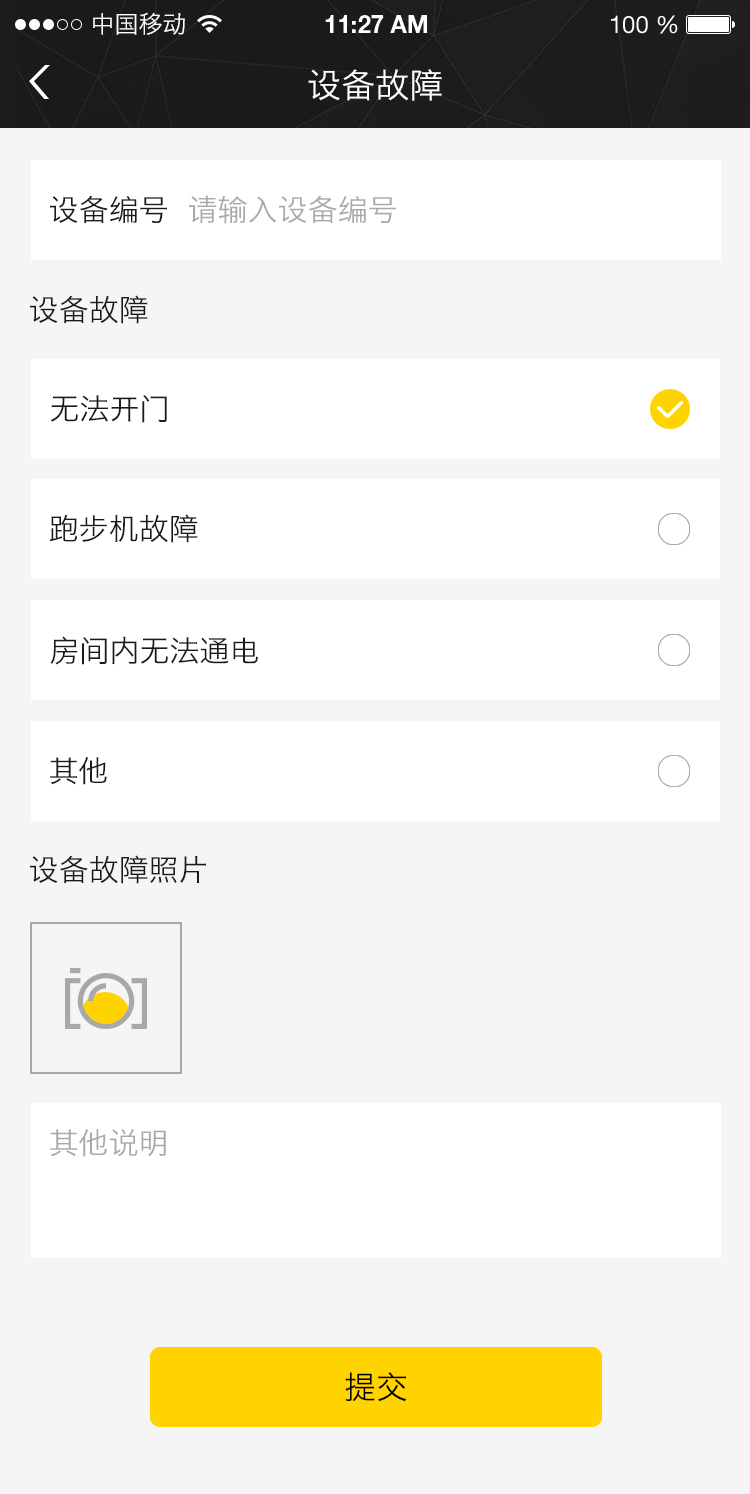 中国移动 11:27 AM 100 %
设备故障
设备编号 请输入设备编号
设备故障
无法开门
跑步机故障
房间内无法通电
其他
设备故障照片
其他说明
提交